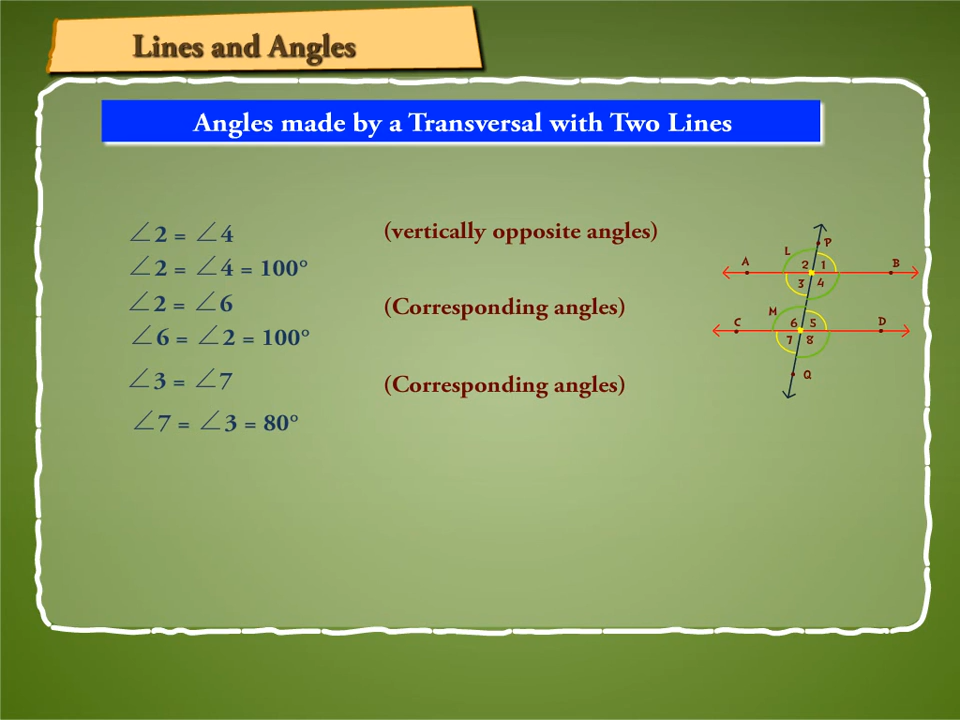 Lines and Angles
Angles made by a Transversal with Two Lines
∠2 = ∠4 (vertically opposite angles)
∠2 = ∠4 = 100°
∠2 = ∠6 (Corresponding angles)
∠6 = ∠2 = 100°
∠3 = ∠7 (Corresponding angles)
∠7 = ∠3 = 80°
P
L
A 2 1 B
3 4
M
C 6 5 D
7 8
Q